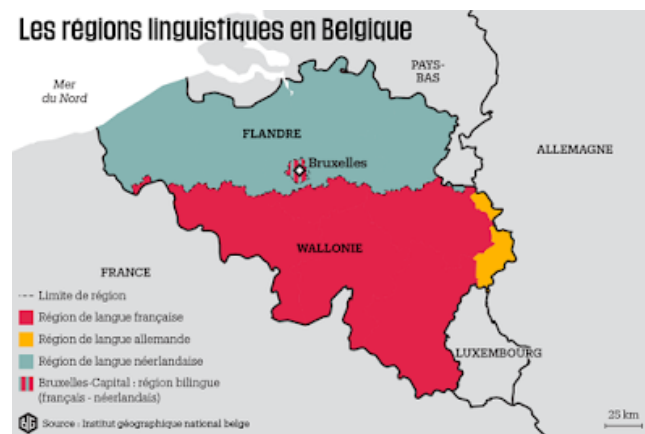 Les régions linguistiques en Belgique
Mer
du Nord
PAYS-
BAS
FLANDRE
Bruxelles
ALLEMAGNE
WALLONIE
FRANCE
LUXEMBOURG
Limite de région
Région de langue française
Région de langue allemande
Région de langue néerlandaise
Bruxelles-Capital : région bilingue
(français - néerlandais)
Source : Institut géographique national belge
25 km